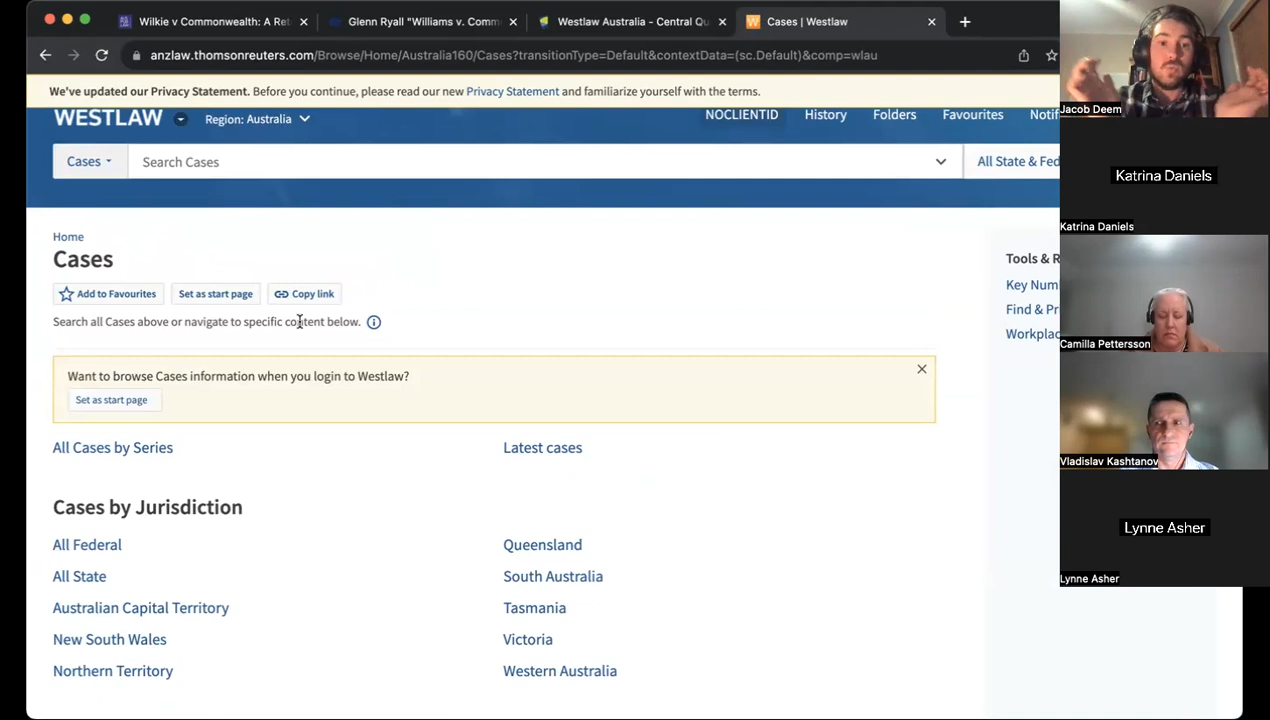 Wilkie v Commonwealth: A Ret
Glenn Ryall "Williams v. Comm
Westlaw Australia - Central Qu
Cases | Westlaw
anzlaw.thomsonreuters.com/Browse/Home/Australia160/Cases?transitionType=Default&contextData=(sc.Default)&comp=wlau
We've updated our Privacy Statement. Before you continue, please read our new Privacy Statement and familiarize yourself with the terms.
WESTLAW
Region: Australia
NOCLIENTID
History
Folders
Favourites
Notif
Cases
Search Cases
All State & Fed
Home
Cases
Add to Favourites
Set as start page
Copy link
Search all Cases above or navigate to specific content below.
Want to browse Cases information when you login to Westlaw?
Set as start page
All Cases by Series
Latest cases
Cases by Jurisdiction
All Federal
All State
Australian Capital Territory
New South Wales
Northern Territory
Queensland
South Australia
Tasmania
Victoria
Western Australia
Tools & R
Key Num
Find & Pr
Workplac
Jacob Deem
Katrina Daniels
Katrina Daniels
Camilla Pettersson
Vladislav Kashtanov
Lynne Asher
Lynne Asher